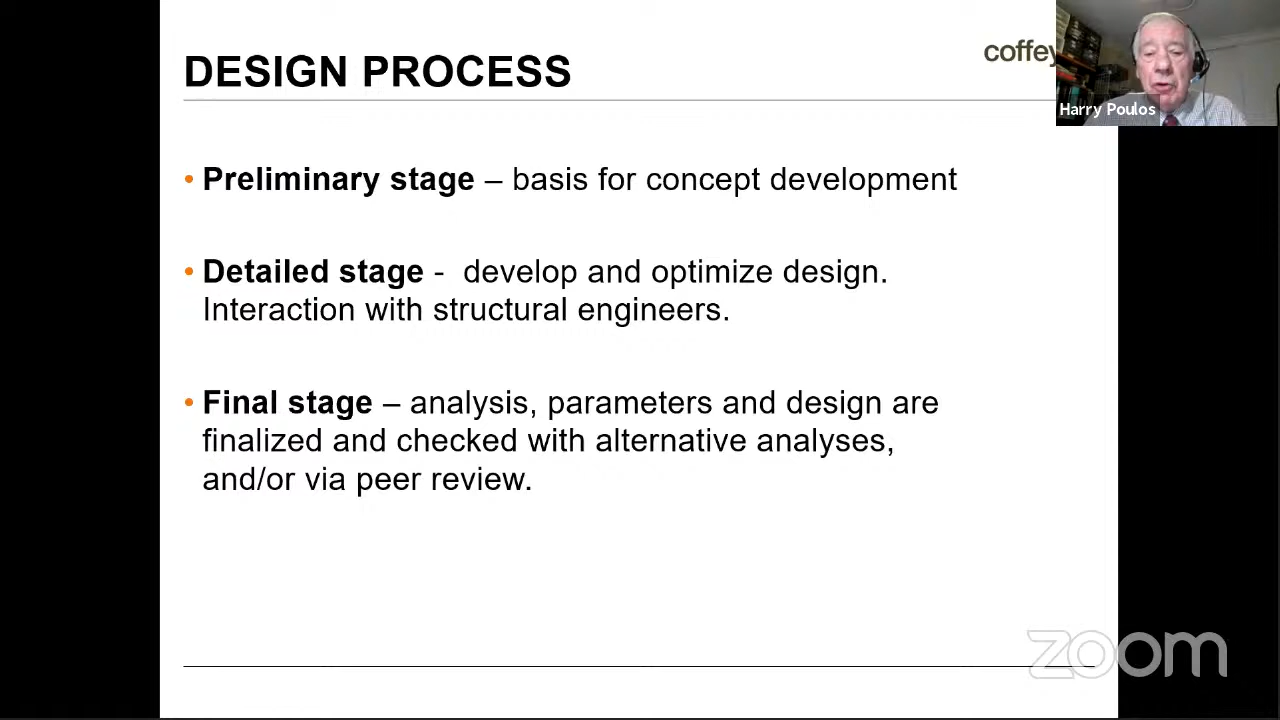 DESIGN PROCESS
coffey
Harry Poulos
• Preliminary stage – basis for concept development
• Detailed stage - develop and optimize design.
Interaction with structural engineers.
• Final stage – analysis, parameters and design are
finalized and checked with alternative analyses,
and/or via peer review.
zoom